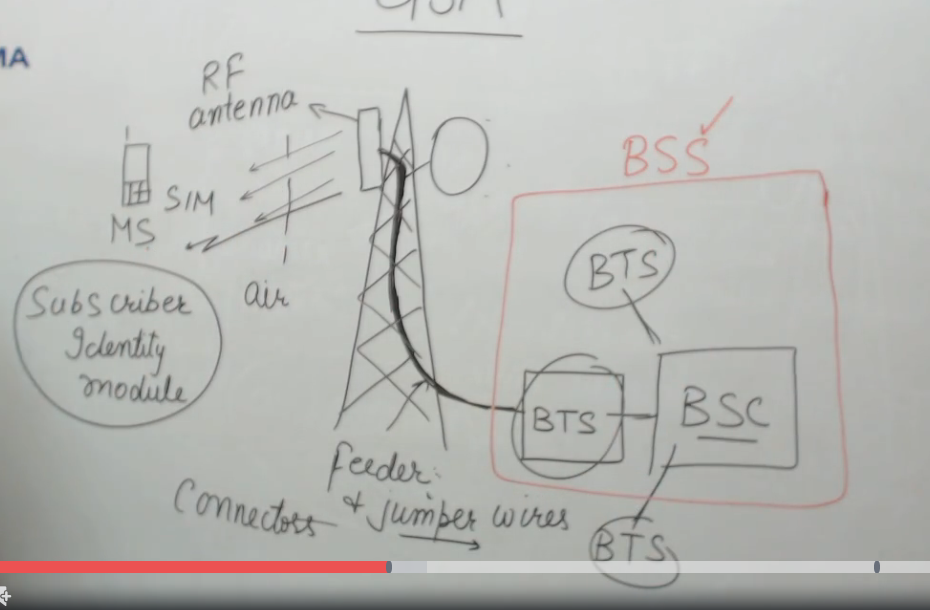 GSM
MA
RF
antenna
BSS
SIM
MS
BTS
air
Subscriber
Identity
module
BTS
BSC
feeder
Connectors & jumper wires
BTS